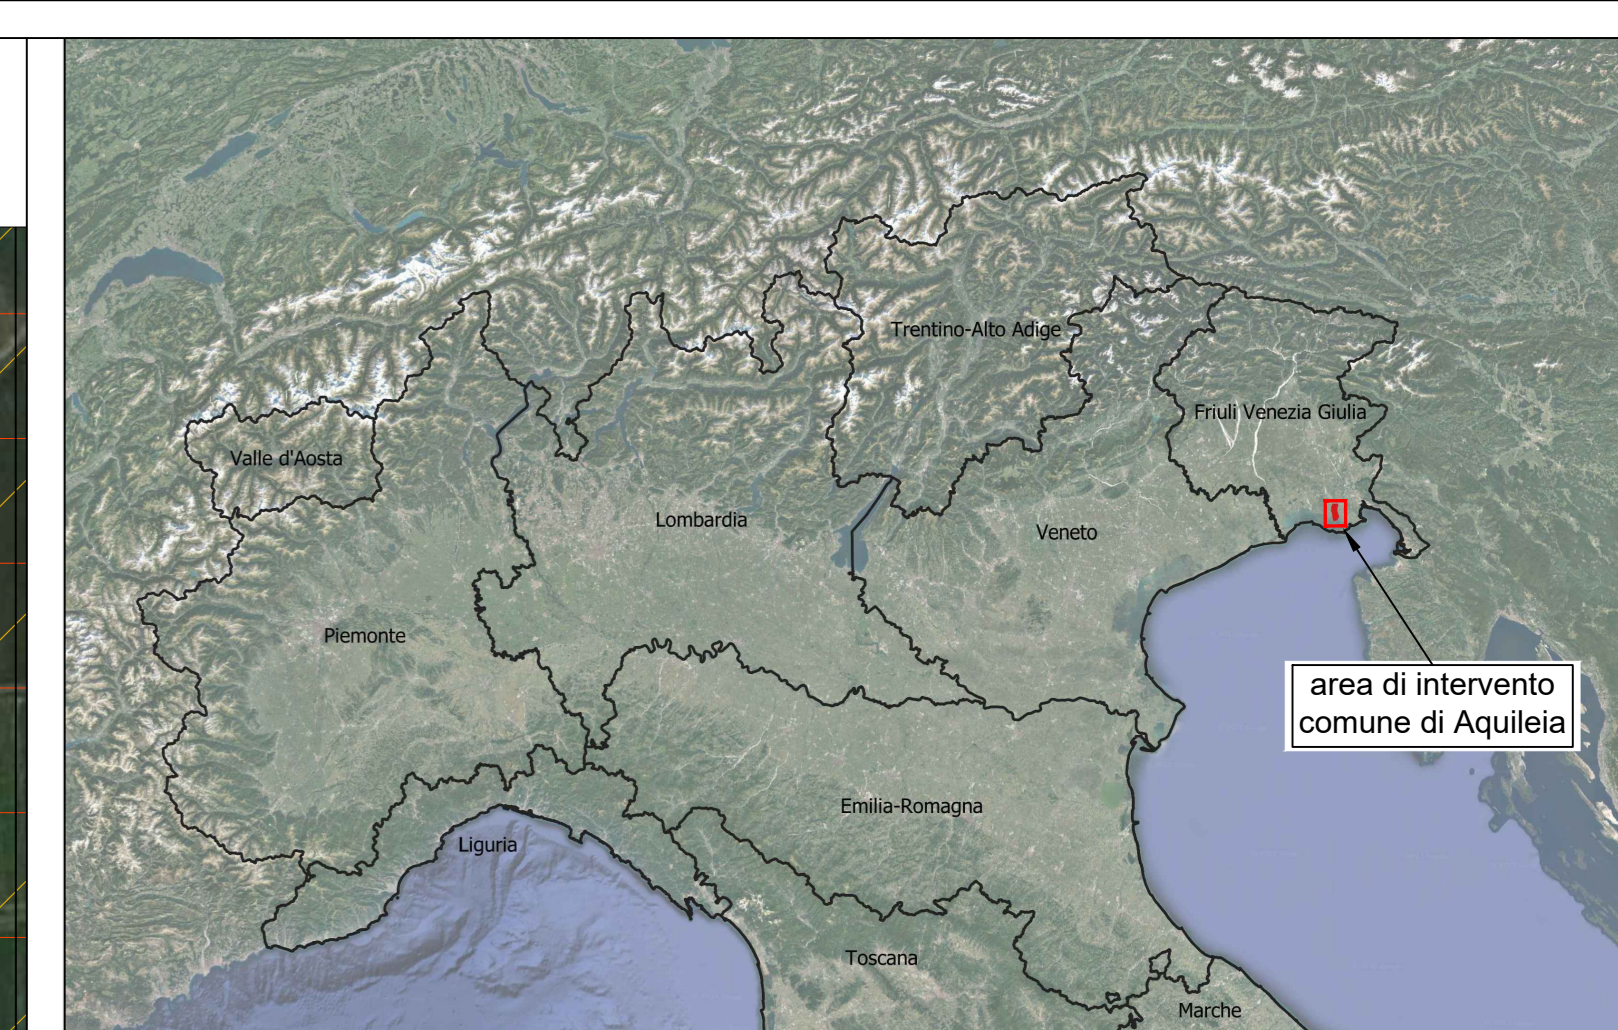 Trentino-Alto Adige
Friuli Venezia Giulia
Valle d'Aosta
Lombardia
Veneto
Piemonte
area di intervento
comune di Aquileia
Emilia-Romagna
Liguria
Toscana
Marche